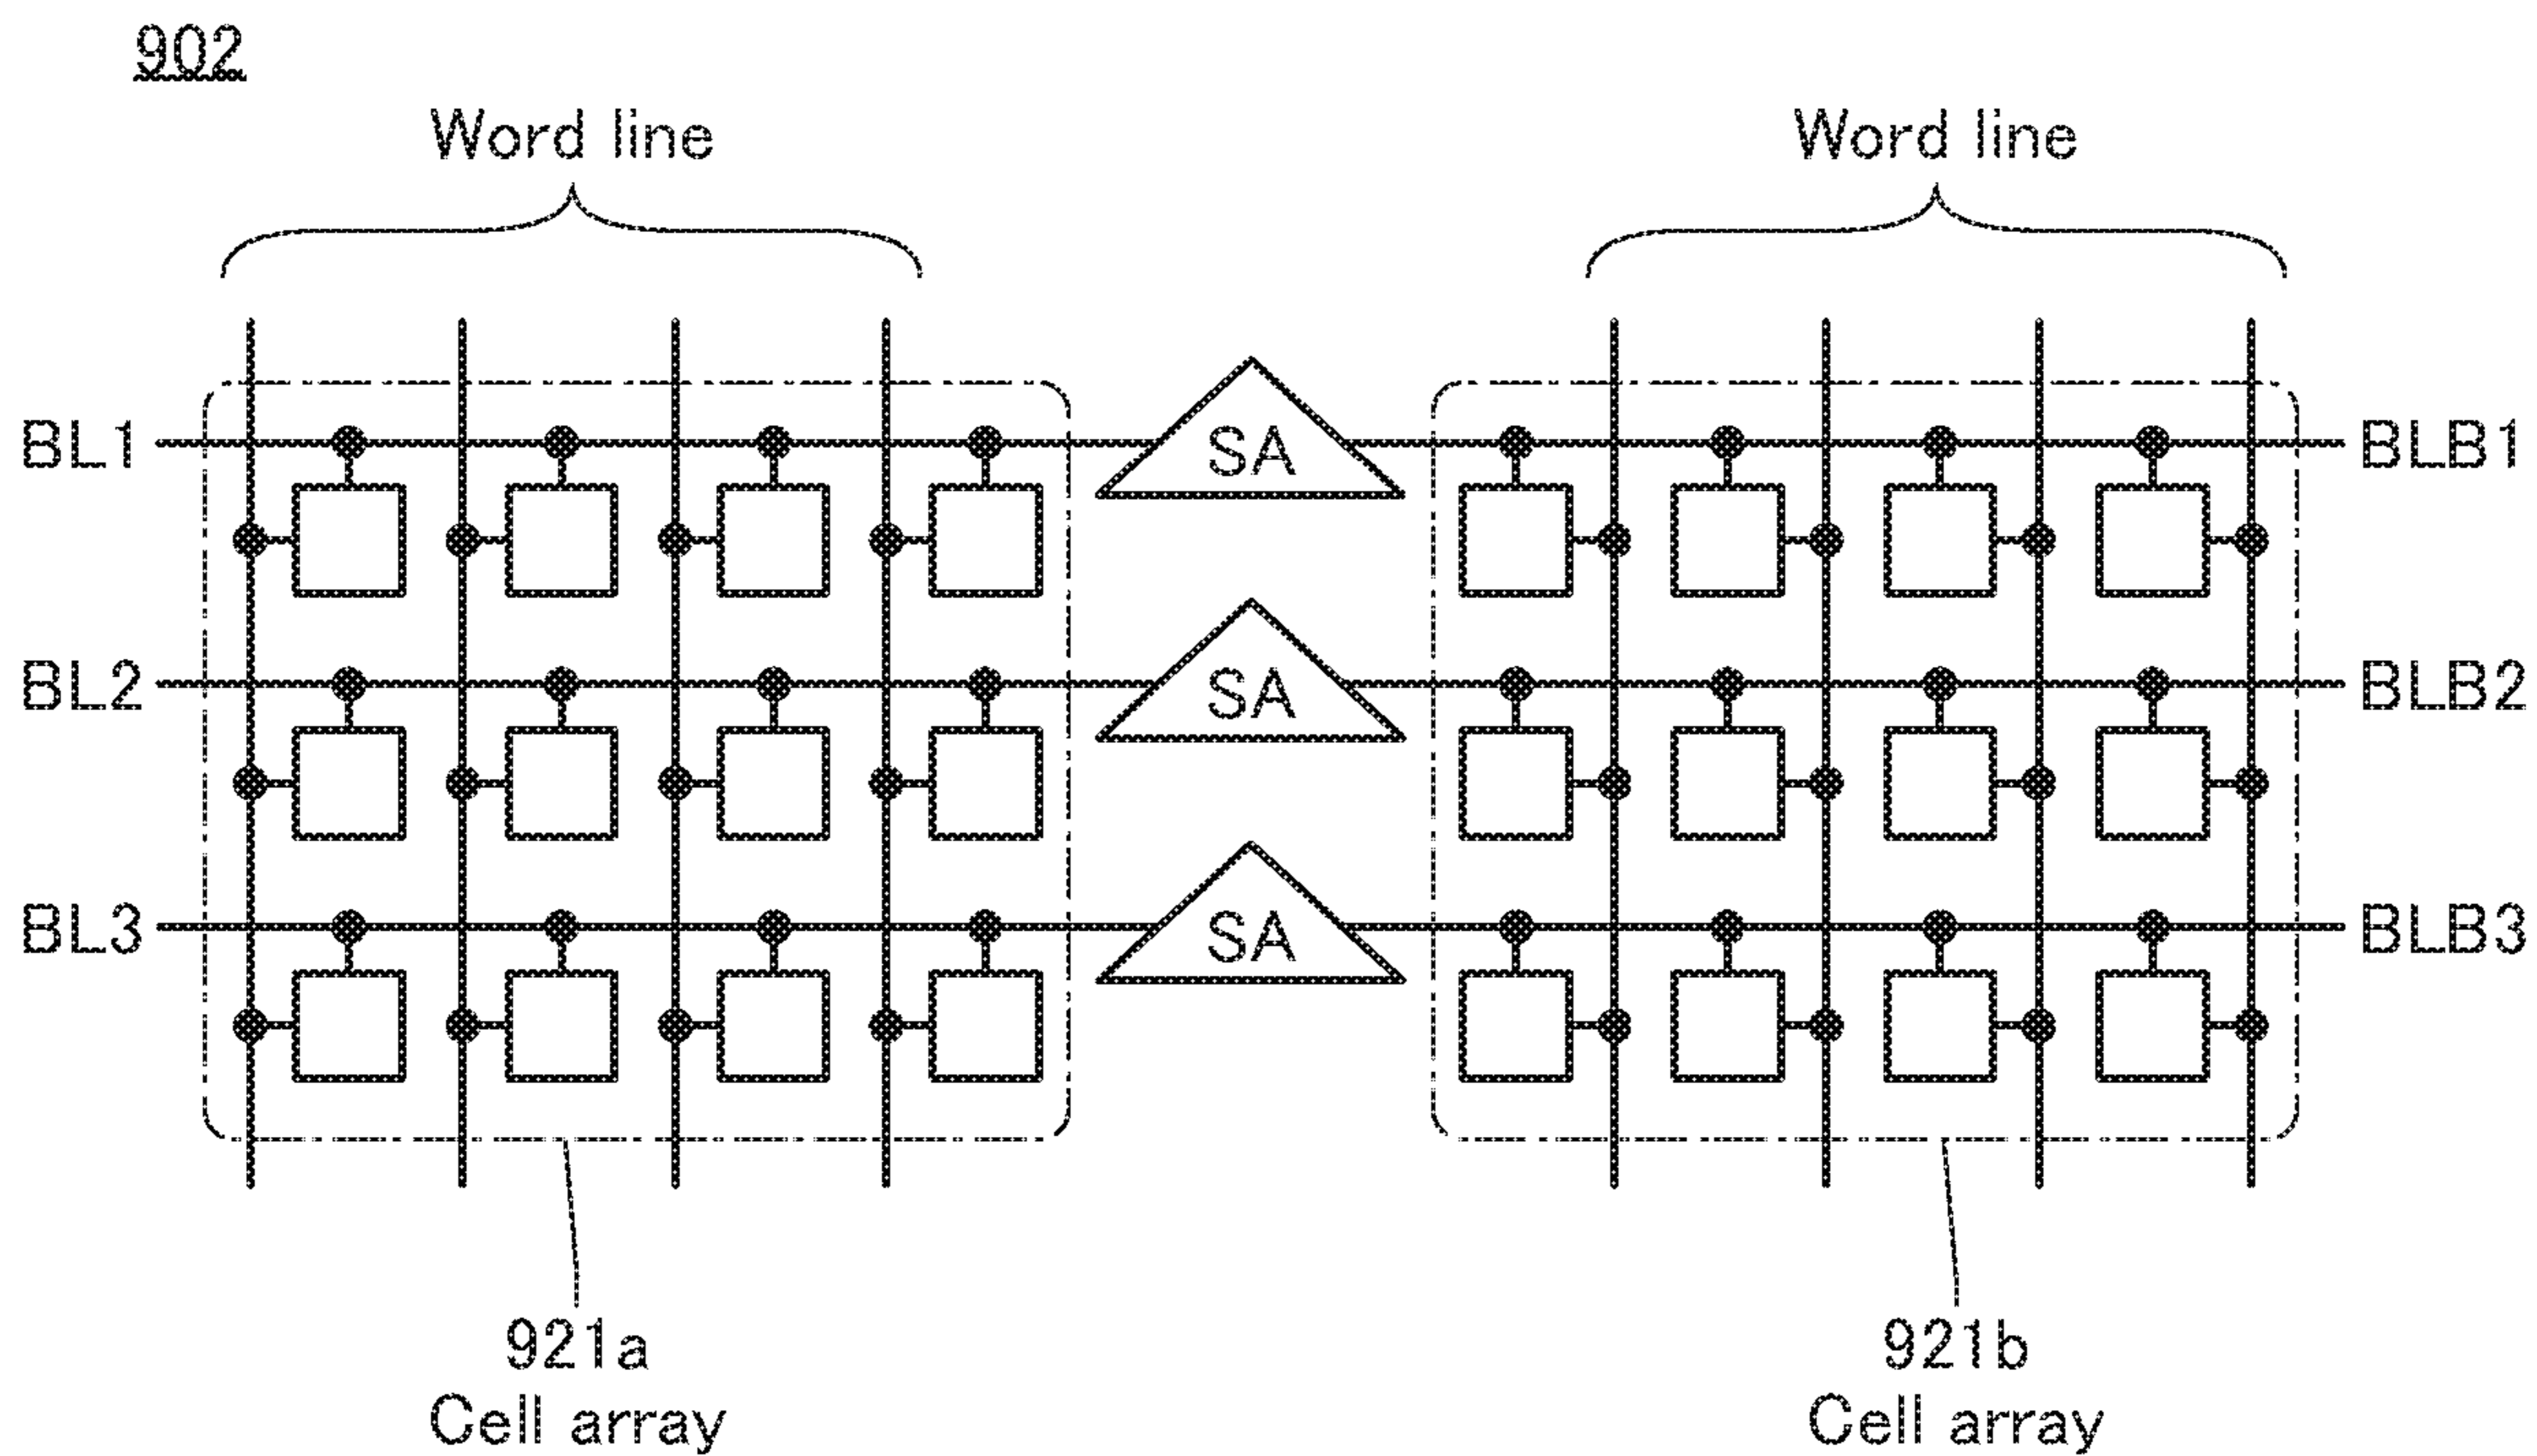 902
Word line
Word line
BL1
SA
BLB1
BL2
SA
BLB2
BL3
SA
BLB3
921a
Cell array
921b
Cell array